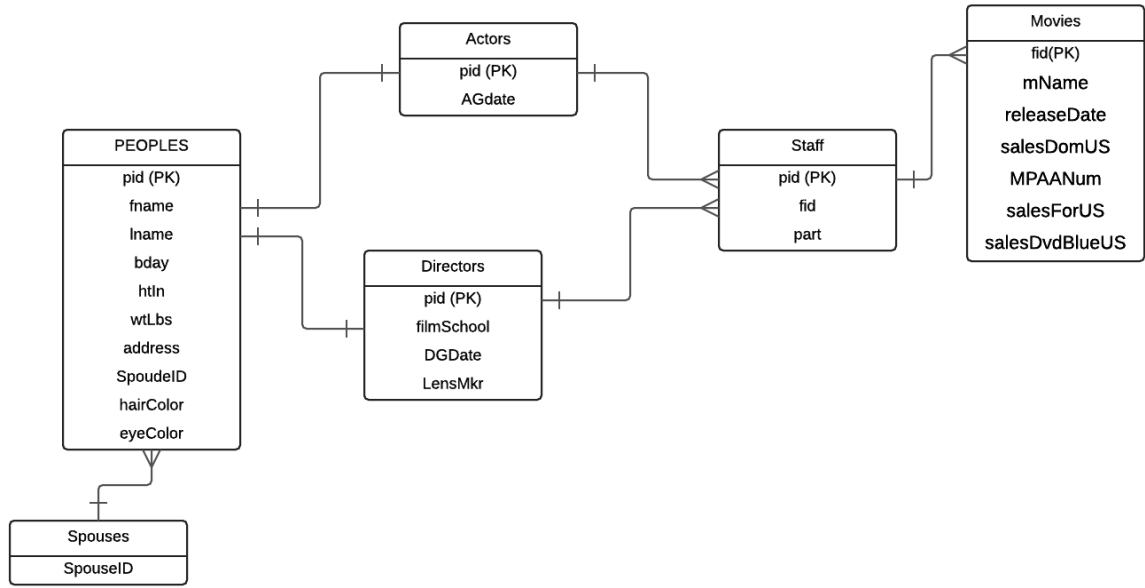 PEOPLES
pid (PK)
fname
lname
bday
htIn
wtLbs
address
SpoudeID
hairColor
eyeColor
Spouses
SpouseID
Actors
pid (PK)
AGdate
Directors
pid (PK)
filmSchool
DGDate
LensMkr
Staff
pid (PK)
fid
part
Movies
fid(PK)
mName
releaseDate
salesDomUS
MPAANum
salesForUS
salesDvdBlueUS